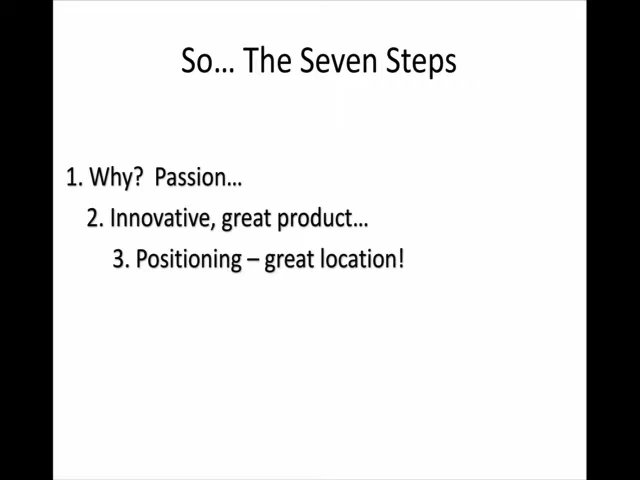 So... The Seven Steps
1. Why?  Passion...
2. Innovative, great product...
3. Positioning – great location!